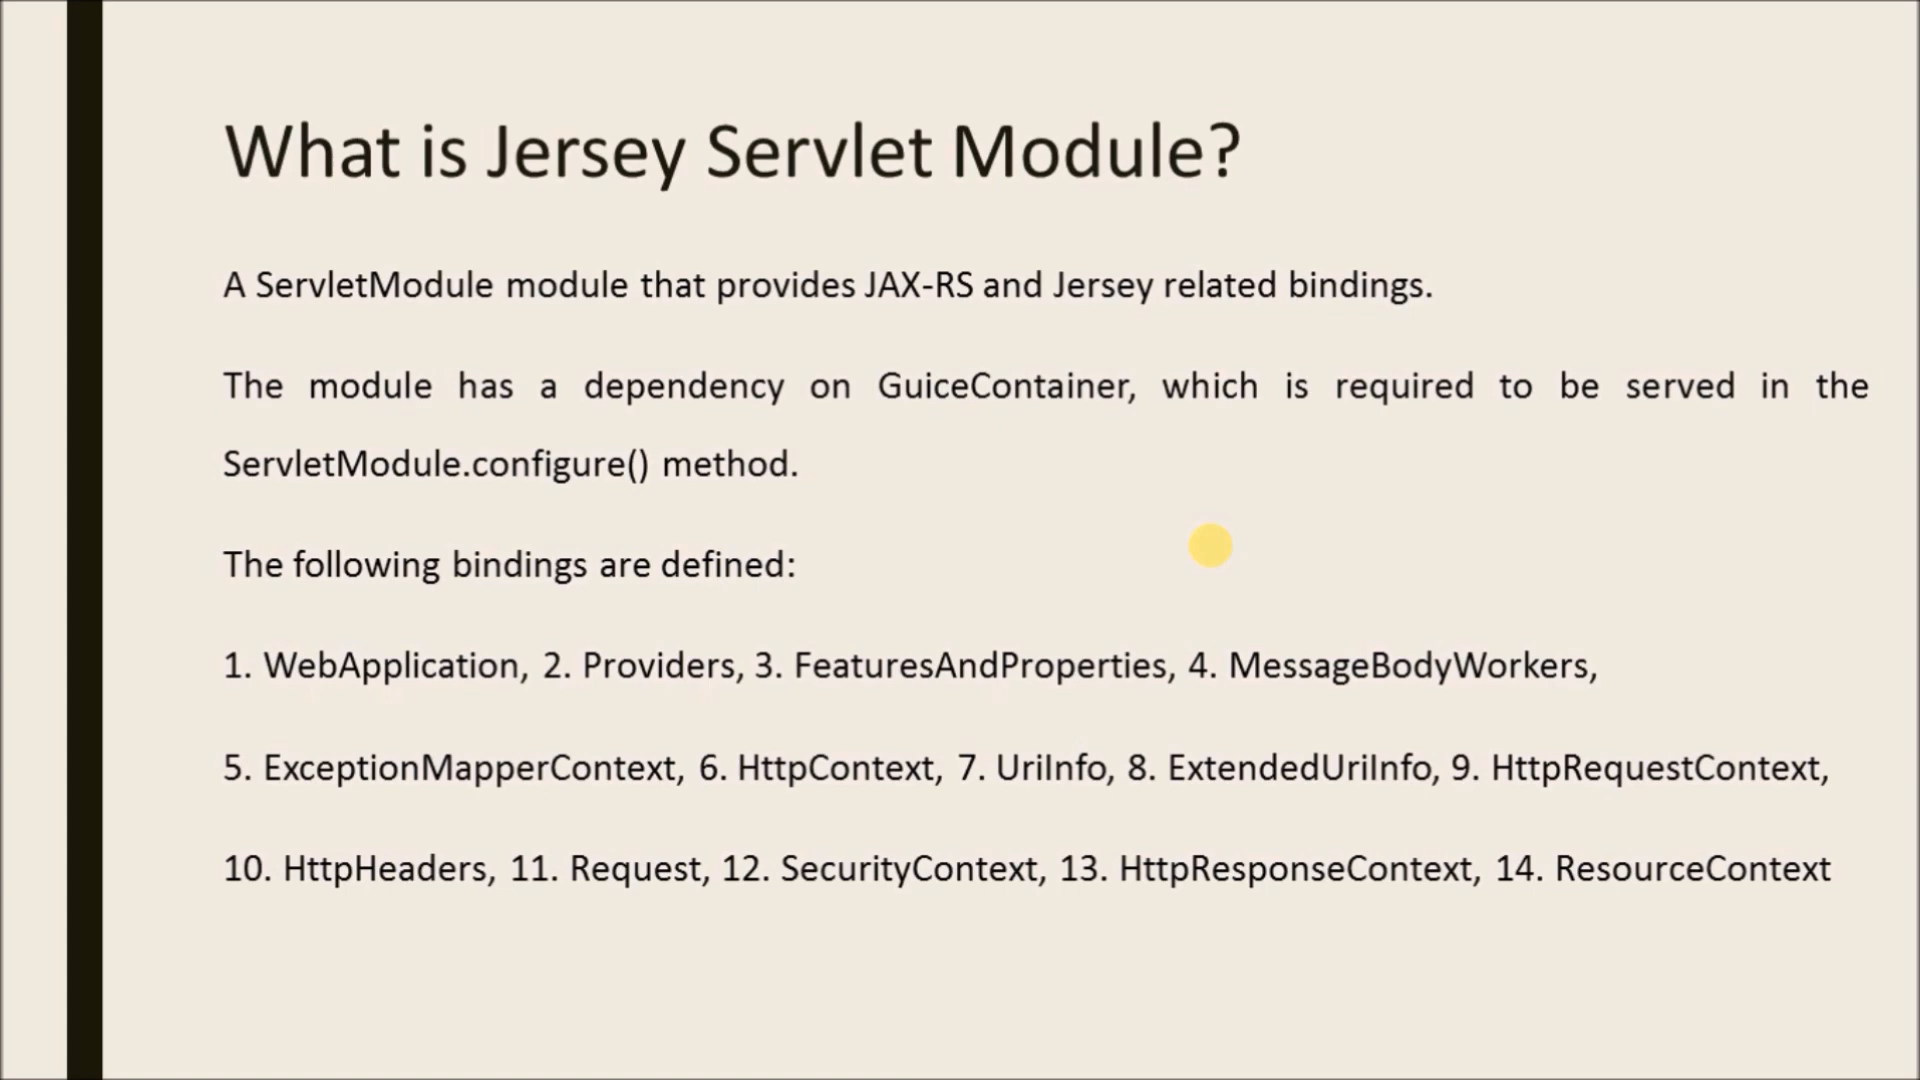 What is Jersey Servlet Module?
A ServletModule module that provides JAX-RS and Jersey related bindings.
The module has a dependency on GuiceContainer, which is required to be served in the
ServletModule.configure() method.
The following bindings are defined:
1. WebApplication, 2. Providers, 3. FeaturesAndProperties, 4. MessageBodyWorkers,
5. ExceptionMapperContext, 6. HttpContext, 7. UriInfo, 8. ExtendedUriInfo, 9. HttpRequestContext,
10. HttpHeaders, 11. Request, 12. SecurityContext, 13. HttpResponseContext, 14. ResourceContext